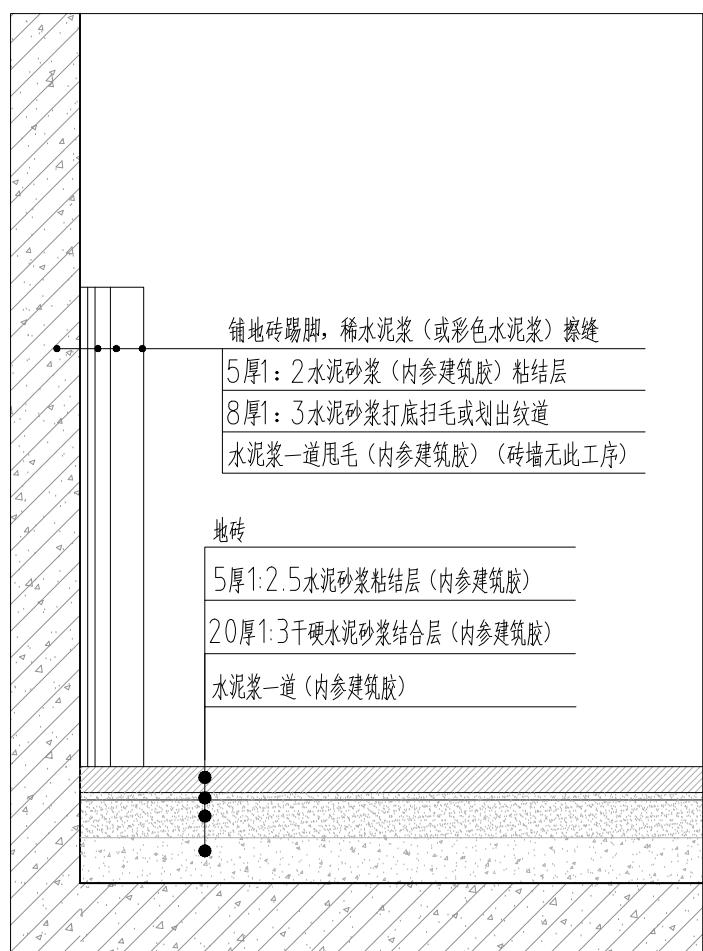 铺地砖踢脚，稀水泥浆（或彩色水泥浆）擦缝
5厚1：2水泥砂浆（内参建筑胶）粘结层
8厚1：3水泥砂浆打底扫毛或划出纹道
水泥浆一道甩毛（内参建筑胶）（砖墙无此工序）
地砖
5厚1:2.5水泥砂浆粘结层（内参建筑胶）
20厚1:3干硬水泥砂浆结合层（内参建筑胶）
水泥浆一道（内参建筑胶）